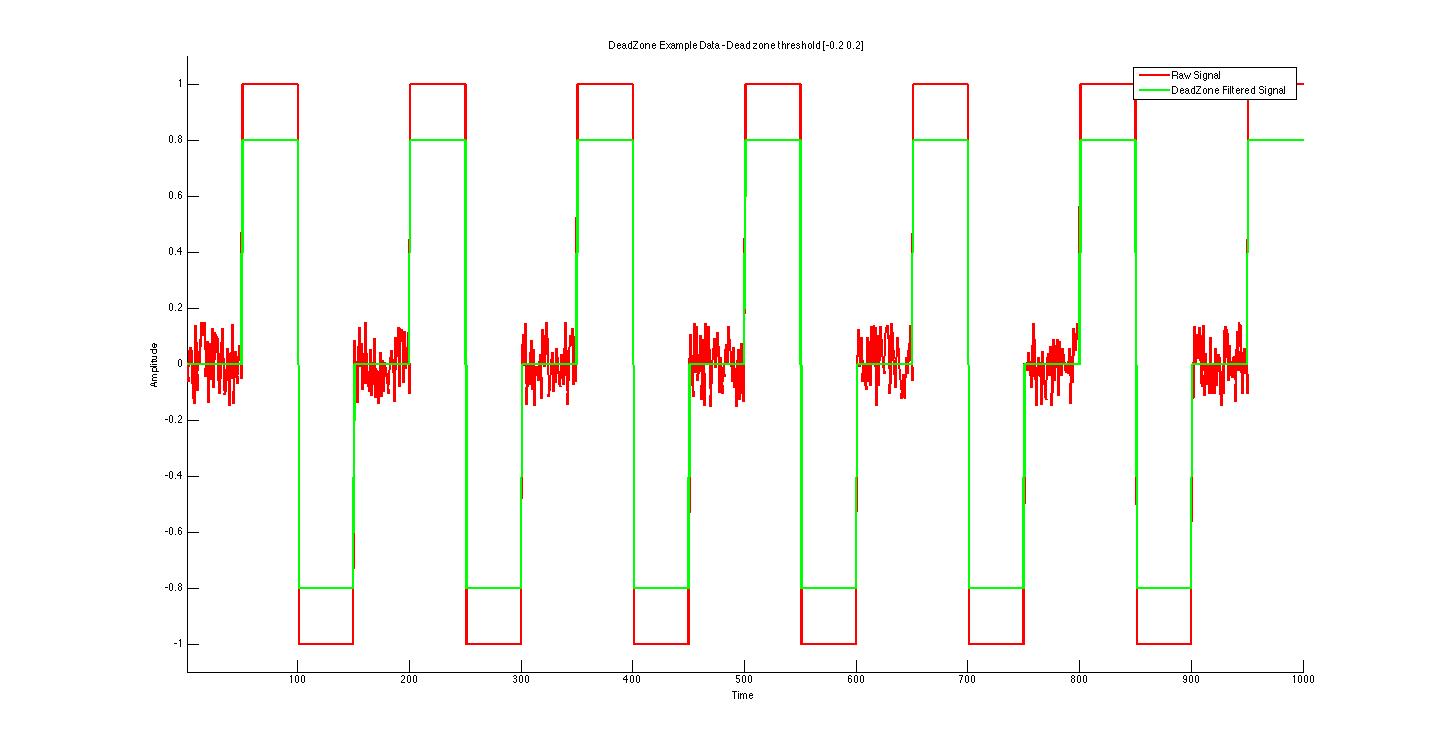 DeadZone Example Data - Dead zone threshold [-0.2 0.2]
Raw Signal
DeadZone Filtered Signal
1
0.8
0.6
0.4
0.2
0
-0.2
-0.4
-0.6
-0.8
-1
Amplitude
100 200 300 400 500 600 700 800 900 1000
Time